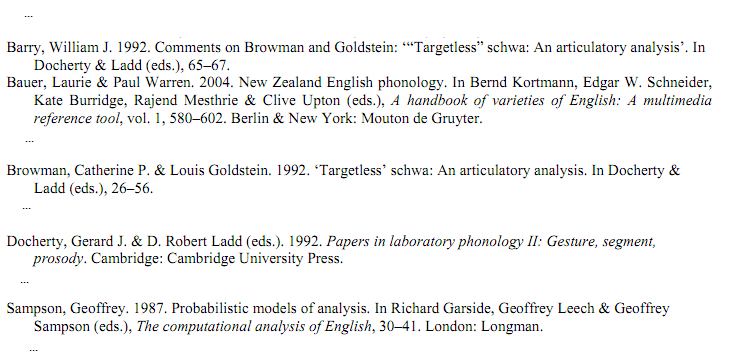 ...
Barry, William J. 1992. Comments on Browman and Goldstein: ‘“Targetless” schwa: An articulatory analysis’. In
Docherty & Ladd (eds.), 65–67.
Bauer, Laurie & Paul Warren. 2004. New Zealand English phonology. In Bernd Kortmann, Edgar W. Schneider,
Kate Burridge, Rajend Mesthrie & Clive Upton (eds.), A handbook of varieties of English: A multimedia
reference tool, vol. 1, 580–602. Berlin & New York: Mouton de Gruyter.
...
Browman, Catherine P. & Louis Goldstein. 1992. ‘Targetless’ schwa: An articulatory analysis. In Docherty &
Ladd (eds.), 26–56.
...
Docherty, Gerard J. & D. Robert Ladd (eds.). 1992. Papers in laboratory phonology II: Gesture, segment,
prosody. Cambridge: Cambridge University Press.
...
Sampson, Geoffrey. 1987. Probabilistic models of analysis. In Richard Garside, Geoffrey Leech & Geoffrey
Sampson (eds.), The computational analysis of English, 30–41. London: Longman.
...